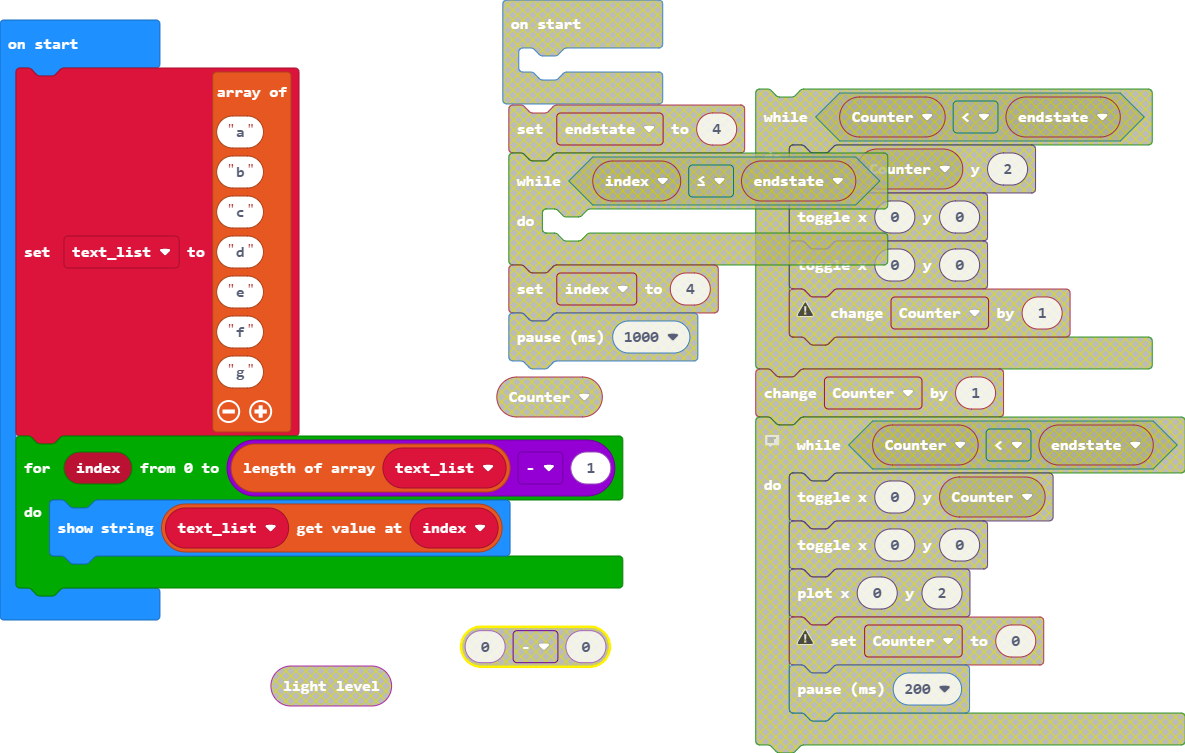 on start
array of
"a"
"b"
"c"
"d"
"e"
"f"
"g"
set text_list to
for index from 0 to length of array text_list - 1
do
show string text_list get value at index
on start
set endstate to 4
while index ≤ endstate
do
set index to 4
pause (ms) 1000
Counter
0 - 0
light level
while Counter < endstate
y 2
toggle x 0 y 0
toggle x 0 y 0
change Counter by 1
change Counter by 1
while Counter < endstate
do
toggle x 0 y Counter
toggle x 0 y 0
plot x 0 y 2
set Counter to 0
pause (ms) 200